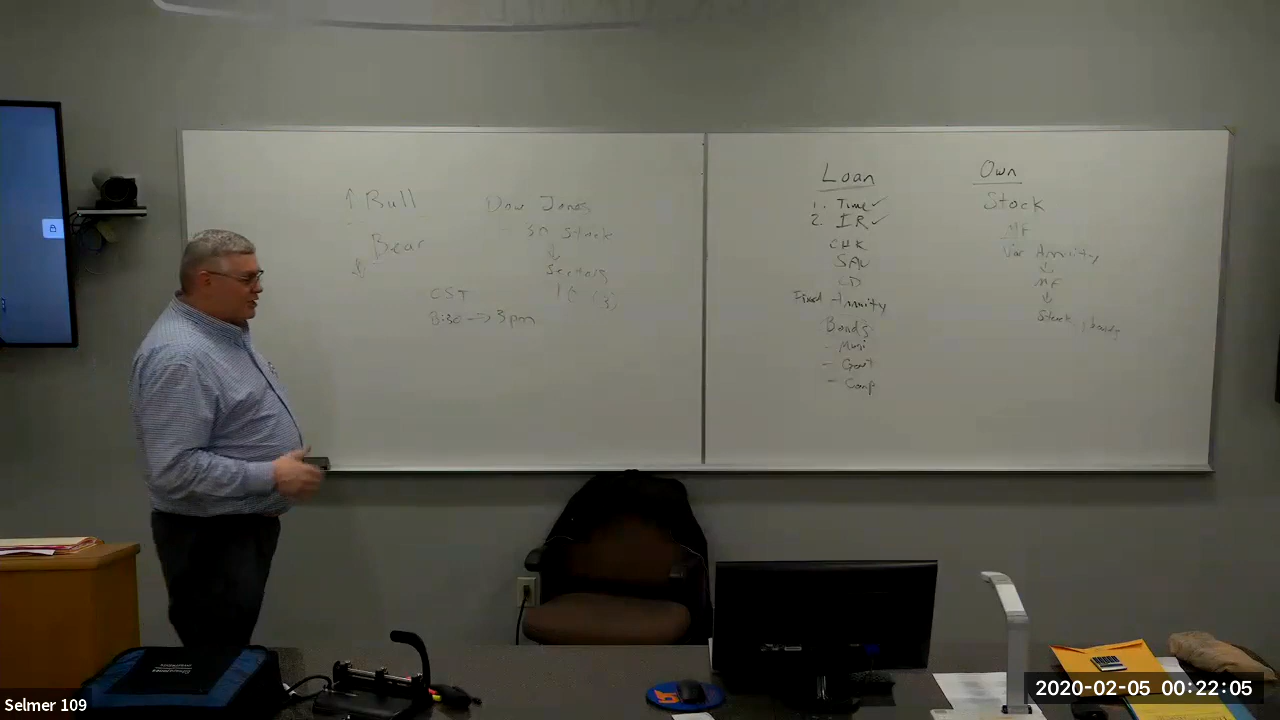 ↑ Bull
Bear
↓
CST
8:30 → 3pm
Dow Jones
30 Stock
↓
Loan
1. Time ✓
2. IR ✓
CHK
SAV
CD
Fixed Annuity
Bonds
- Muni
- Govt
- Corp
Own
Stock
MF
Var Annuity
↓
MF
↓
Stock, bonds
Selmer 109
2020-02-05 00:22:05